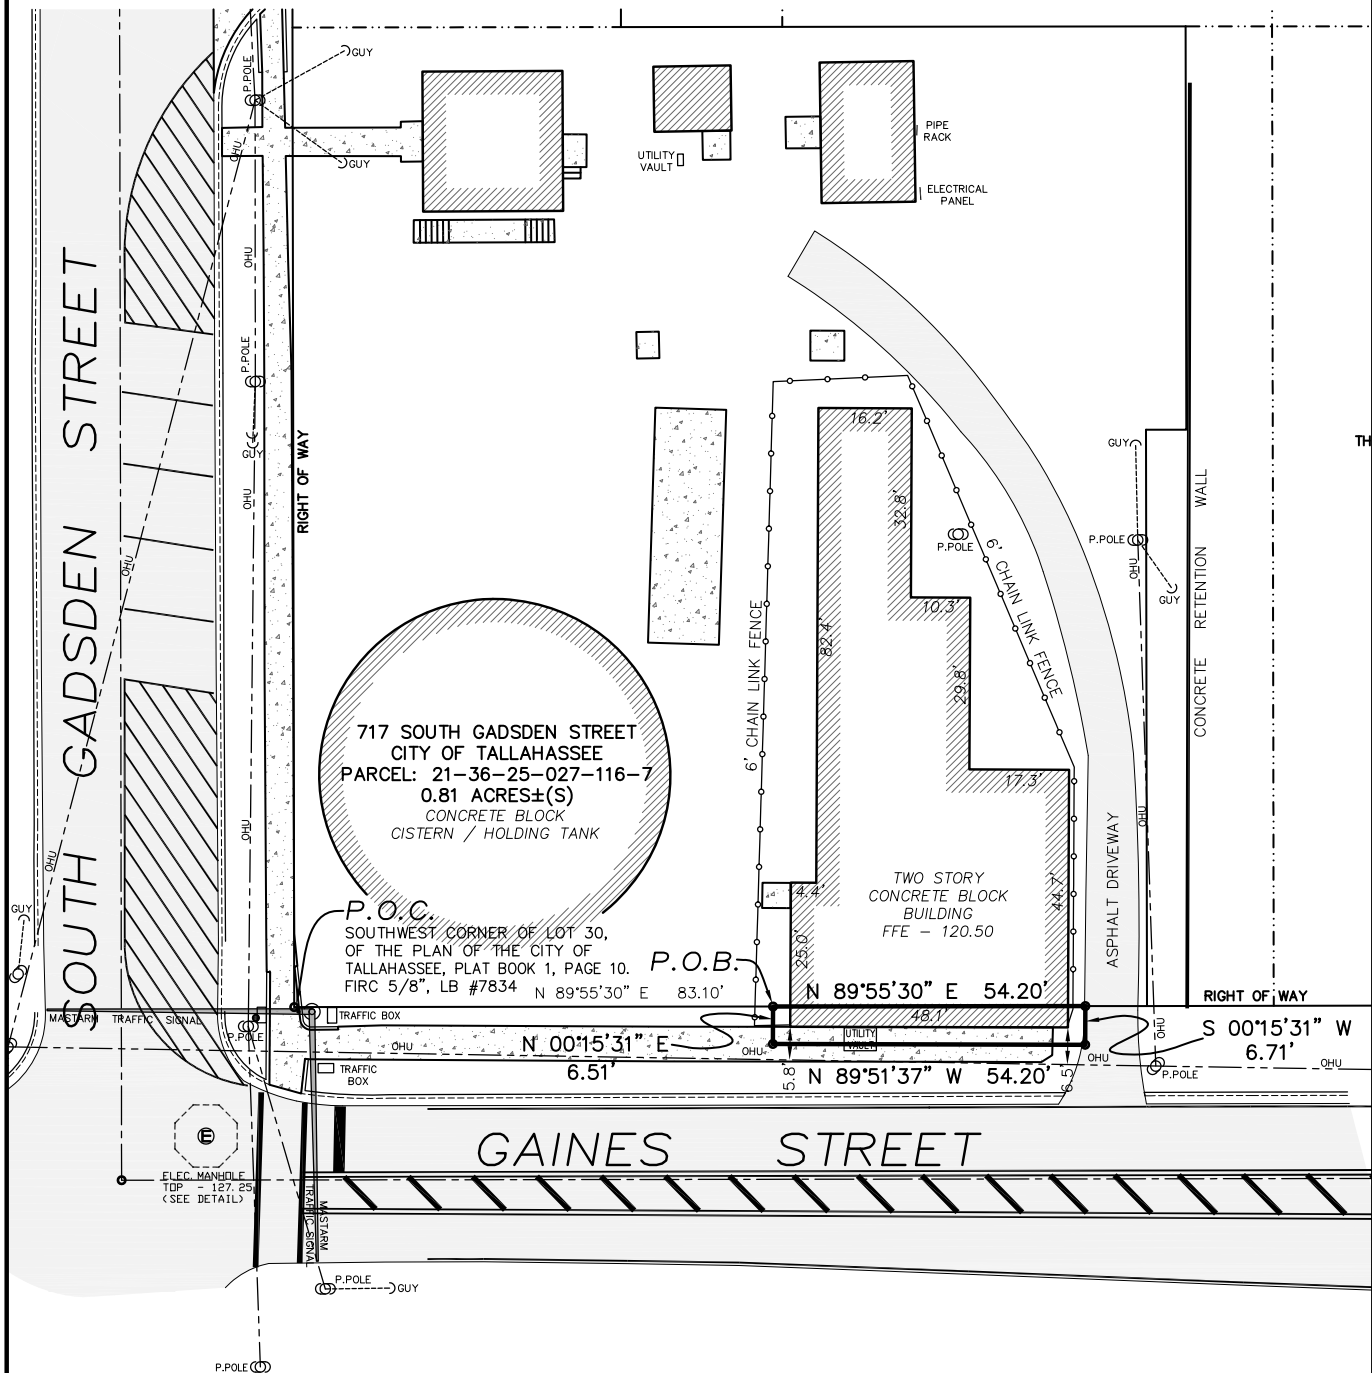 GUY
P.POLE
PIPE
RACK
OHU
UTILITY
VAULT
GUY
ELECTRICAL
PANEL
OHU
SOUTH GADSDEN STREET
P.POLE
GUY
RIGHT OF WAY
OHU
OHU
16.2'
32.8'
P.POLE
6' CHAIN LINK FENCE
10.3'
GUY
TH
P.POLE
OHU
GUY
CONCRETE RETENTION WALL
6' CHAIN LINK FENCE
82.4'
29.8'
17.3'
717 SOUTH GADSDEN STREET
CITY OF TALLAHASSEE
PARCEL: 21-36-25-027-116-7
0.81 ACRES±(S)
CONCRETE BLOCK
CISTERN / HOLDING TANK
OHU
OHU
OHU
ASPHALT DRIVEWAY
TWO STORY
CONCRETE BLOCK
BUILDING
FFE - 120.50
44.7'
4.4'
25.0'
GUY
P.O.C.
SOUTHWEST CORNER OF LOT 30,
OF THE PLAN OF THE CITY OF
TALLAHASSEE, PLAT BOOK 1, PAGE 10.
FIRC 5/8", LB #7834
N 89°55'30" E 83.10'
P.O.B.
N 89°55'30" E 54.20'
48.1'
RIGHT OF WAY
MASTARM TRAFFIC SIGNAL
P.POLE
TRAFFIC BOX
OHU
N 00°15'31" E
6.51'
OHU
UTILITY
VAULT
OHU
S 00°15'31" W
6.71'
OHU
OHU
P.POLE
TRAFFIC
BOX
5.8'
N 89°51'37" W 54.20'
6.5'
E
ELEC. MANHOLE
TOP - 127.25
(SEE DETAIL)
GAINES STREET
MASTARM
TRAFFIC SIGNAL
P.POLE
GUY
P.POLE